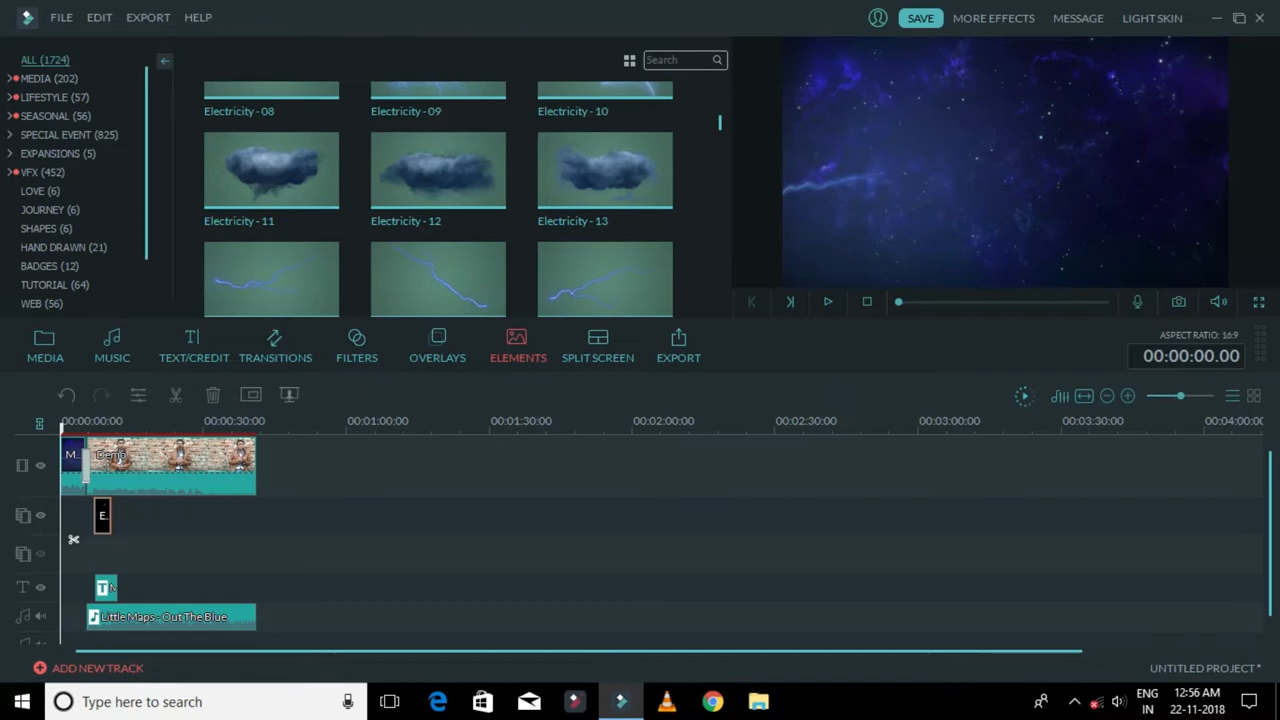 FILE EDIT EXPORT HELP SAVE MORE EFFECTS MESSAGE LIGHT SKIN
ALL (1724)
MEDIA (202)
LIFESTYLE (57)
SEASONAL (56)
SPECIAL EVENT (825)
EXPANSIONS (5)
VFX (452)
LOVE (6)
JOURNEY (6)
SHAPES (6)
HAND DRAWN (21)
BADGES (12)
TUTORIAL (64)
WEB (56)
Search
Electricity - 08 Electricity - 09 Electricity - 10
Electricity - 11 Electricity - 12 Electricity - 13
MEDIA MUSIC TEXT/CREDIT TRANSITIONS FILTERS OVERLAYS ELEMENTS SPLIT SCREEN EXPORT
ASPECT RATIO: 16:9
00:00:00.00
00:00:00:00 00:00:30:00 00:01:00:00 00:01:30:00 00:02:00:00 00:02:30:00 00:03:00:00 00:03:30:00 00:04:00:00
M... Demo
E.
T M
Little Maps - Out The Blue
ADD NEW TRACK UNTITLED PROJECT *
Type here to search
ENG
IN
12:56 AM
22-11-2018